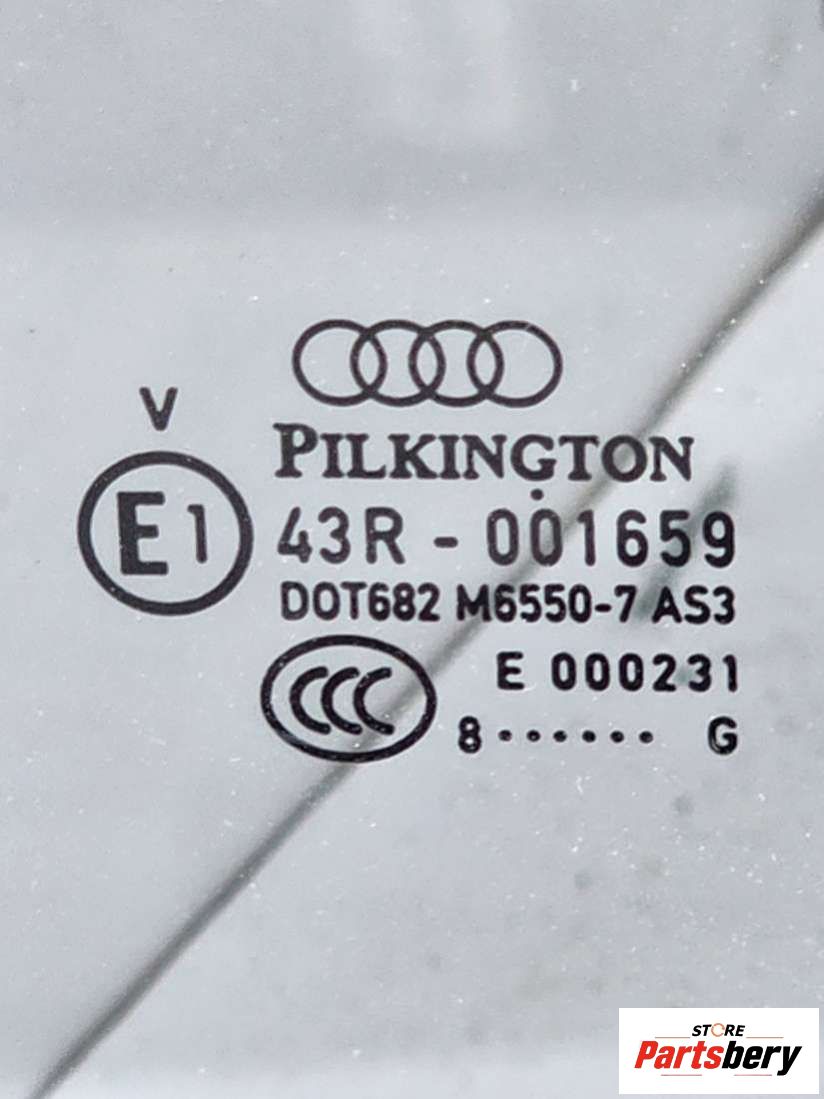 V
PILKINGTON
E1 43R - 001659
DOT682 M6550-7 AS3
CCC E 000231
8 · · · · · · G
STORE
Partsbery